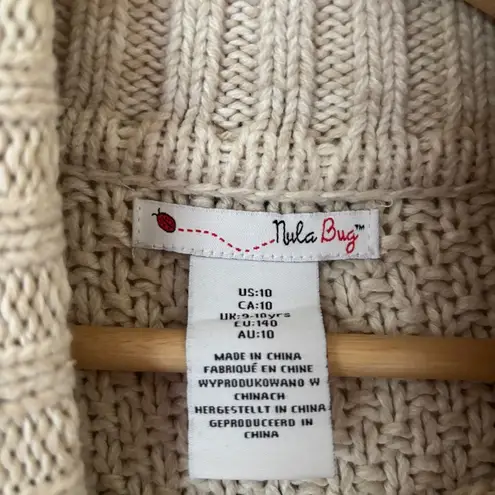 Nula Bug™
US:10
CA:10
UK:9-10yrs
EU:140
AU:10
MADE IN CHINA
FABRIQUÉ EN CHINE
WYPRODUKOWANO W
CHINACH
HERGESTELLT IN CHINA
GEPRODUCEERD IN
CHINA